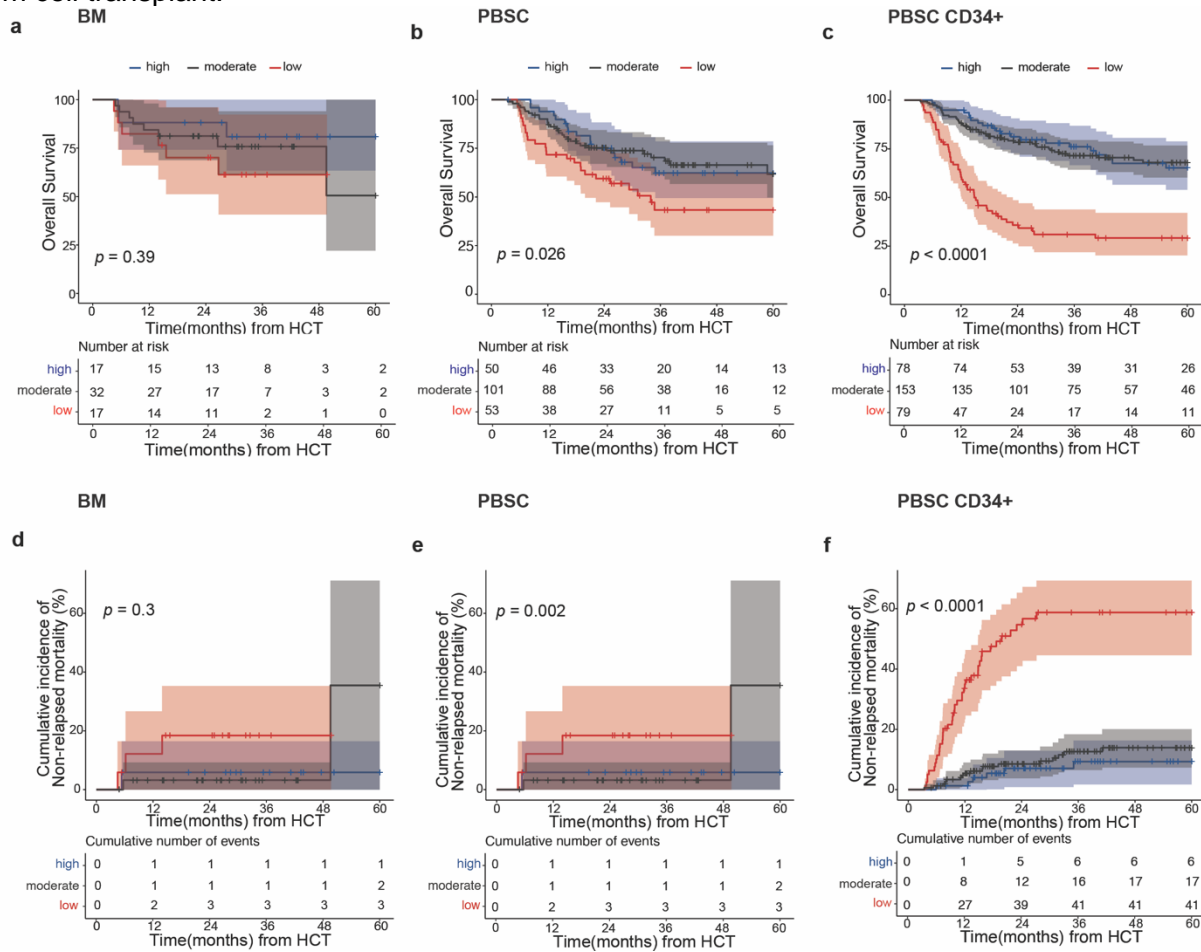 m cell transplant.
BM
PBSC
PBSC CD34+
a
b
c
high moderate low
high moderate low
high moderate low
Overall Survival
100
75
50
25
0
p = 0.39
0 12 24 36 48 60
Time(months) from HCT
Number at risk
high 17 15 13 8 3 2
moderate 32 27 17 7 3 2
low 17 14 11 2 1 0
0 12 24 36 48 60
Time(months) from HCT
Overall Survival
100
75
50
25
0
p = 0.026
0 12 24 36 48 60
Time(months) from HCT
Number at risk
high 50 46 33 20 14 13
moderate 101 88 56 38 16 12
low 53 38 27 11 5 5
0 12 24 36 48 60
Time(months) from HCT
Overall Survival
100
75
50
25
0
p < 0.0001
0 12 24 36 48 60
Time(months) from HCT
Number at risk
high 78 74 53 39 31 26
moderate 153 135 101 75 57 46
low 79 47 24 17 14 11
0 12 24 36 48 60
Time(months) from HCT
BM
PBSC
PBSC CD34+
d
e
f
Cumulative incidence of
Non-relapsed mortality (%)
60
40
20
0
p = 0.3
0 12 24 36 48 60
Time(months) from HCT
Cumulative number of events
high 0 1 1 1 1 1
moderate 0 1 1 1 1 2
low 0 2 3 3 3 3
0 12 24 36 48 60
Time(months) from HCT
Cumulative incidence of
Non-relapsed mortality (%)
60
40
20
0
p = 0.002
0 12 24 36 48 60
Time(months) from HCT
Cumulative number of events
high 0 1 1 1 1 1
moderate 0 1 1 1 1 2
low 0 2 3 3 3 3
0 12 24 36 48 60
Time(months) from HCT
Cumulative incidence of
Non-relapsed mortality (%)
60
40
20
0
p < 0.0001
0 12 24 36 48 60
Time(months) from HCT
Cumulative number of events
high 0 1 5 6 6 6
moderate 0 8 12 16 17 17
low 0 27 39 41 41 41
0 12 24 36 48 60
Time(months) from HCT